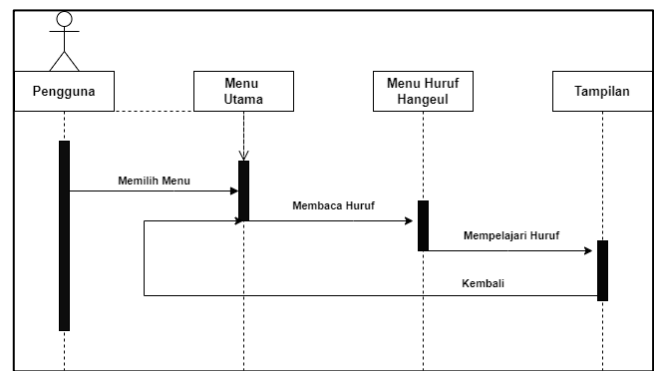 Pengguna
Menu
Utama
Menu Huruf
Hangeul
Tampilan
Memilih Menu
Membaca Huruf
Mempelajari Huruf
Kembali